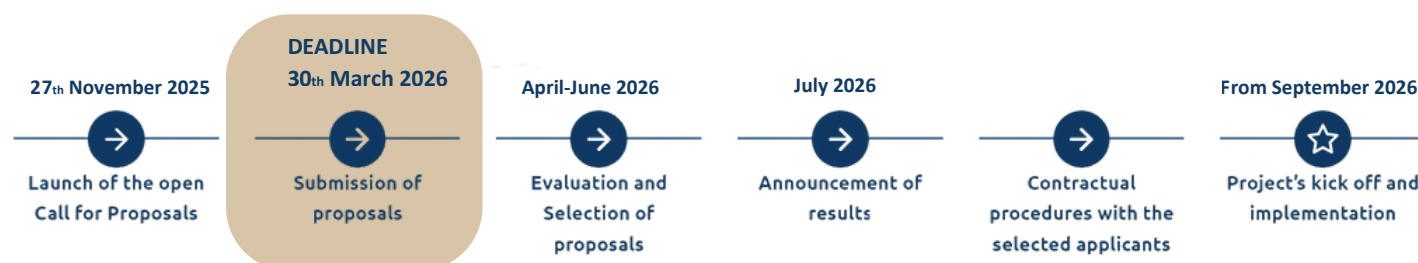 27th November 2025
Launch of the open
Call for Proposals
DEADLINE
30th March 2026
Submission of
proposals
April-June 2026
Evaluation and
Selection of
proposals
July 2026
Announcement of
results
Contractual
procedures with the
selected applicants
From September 2026
Project's kick off and
implementation